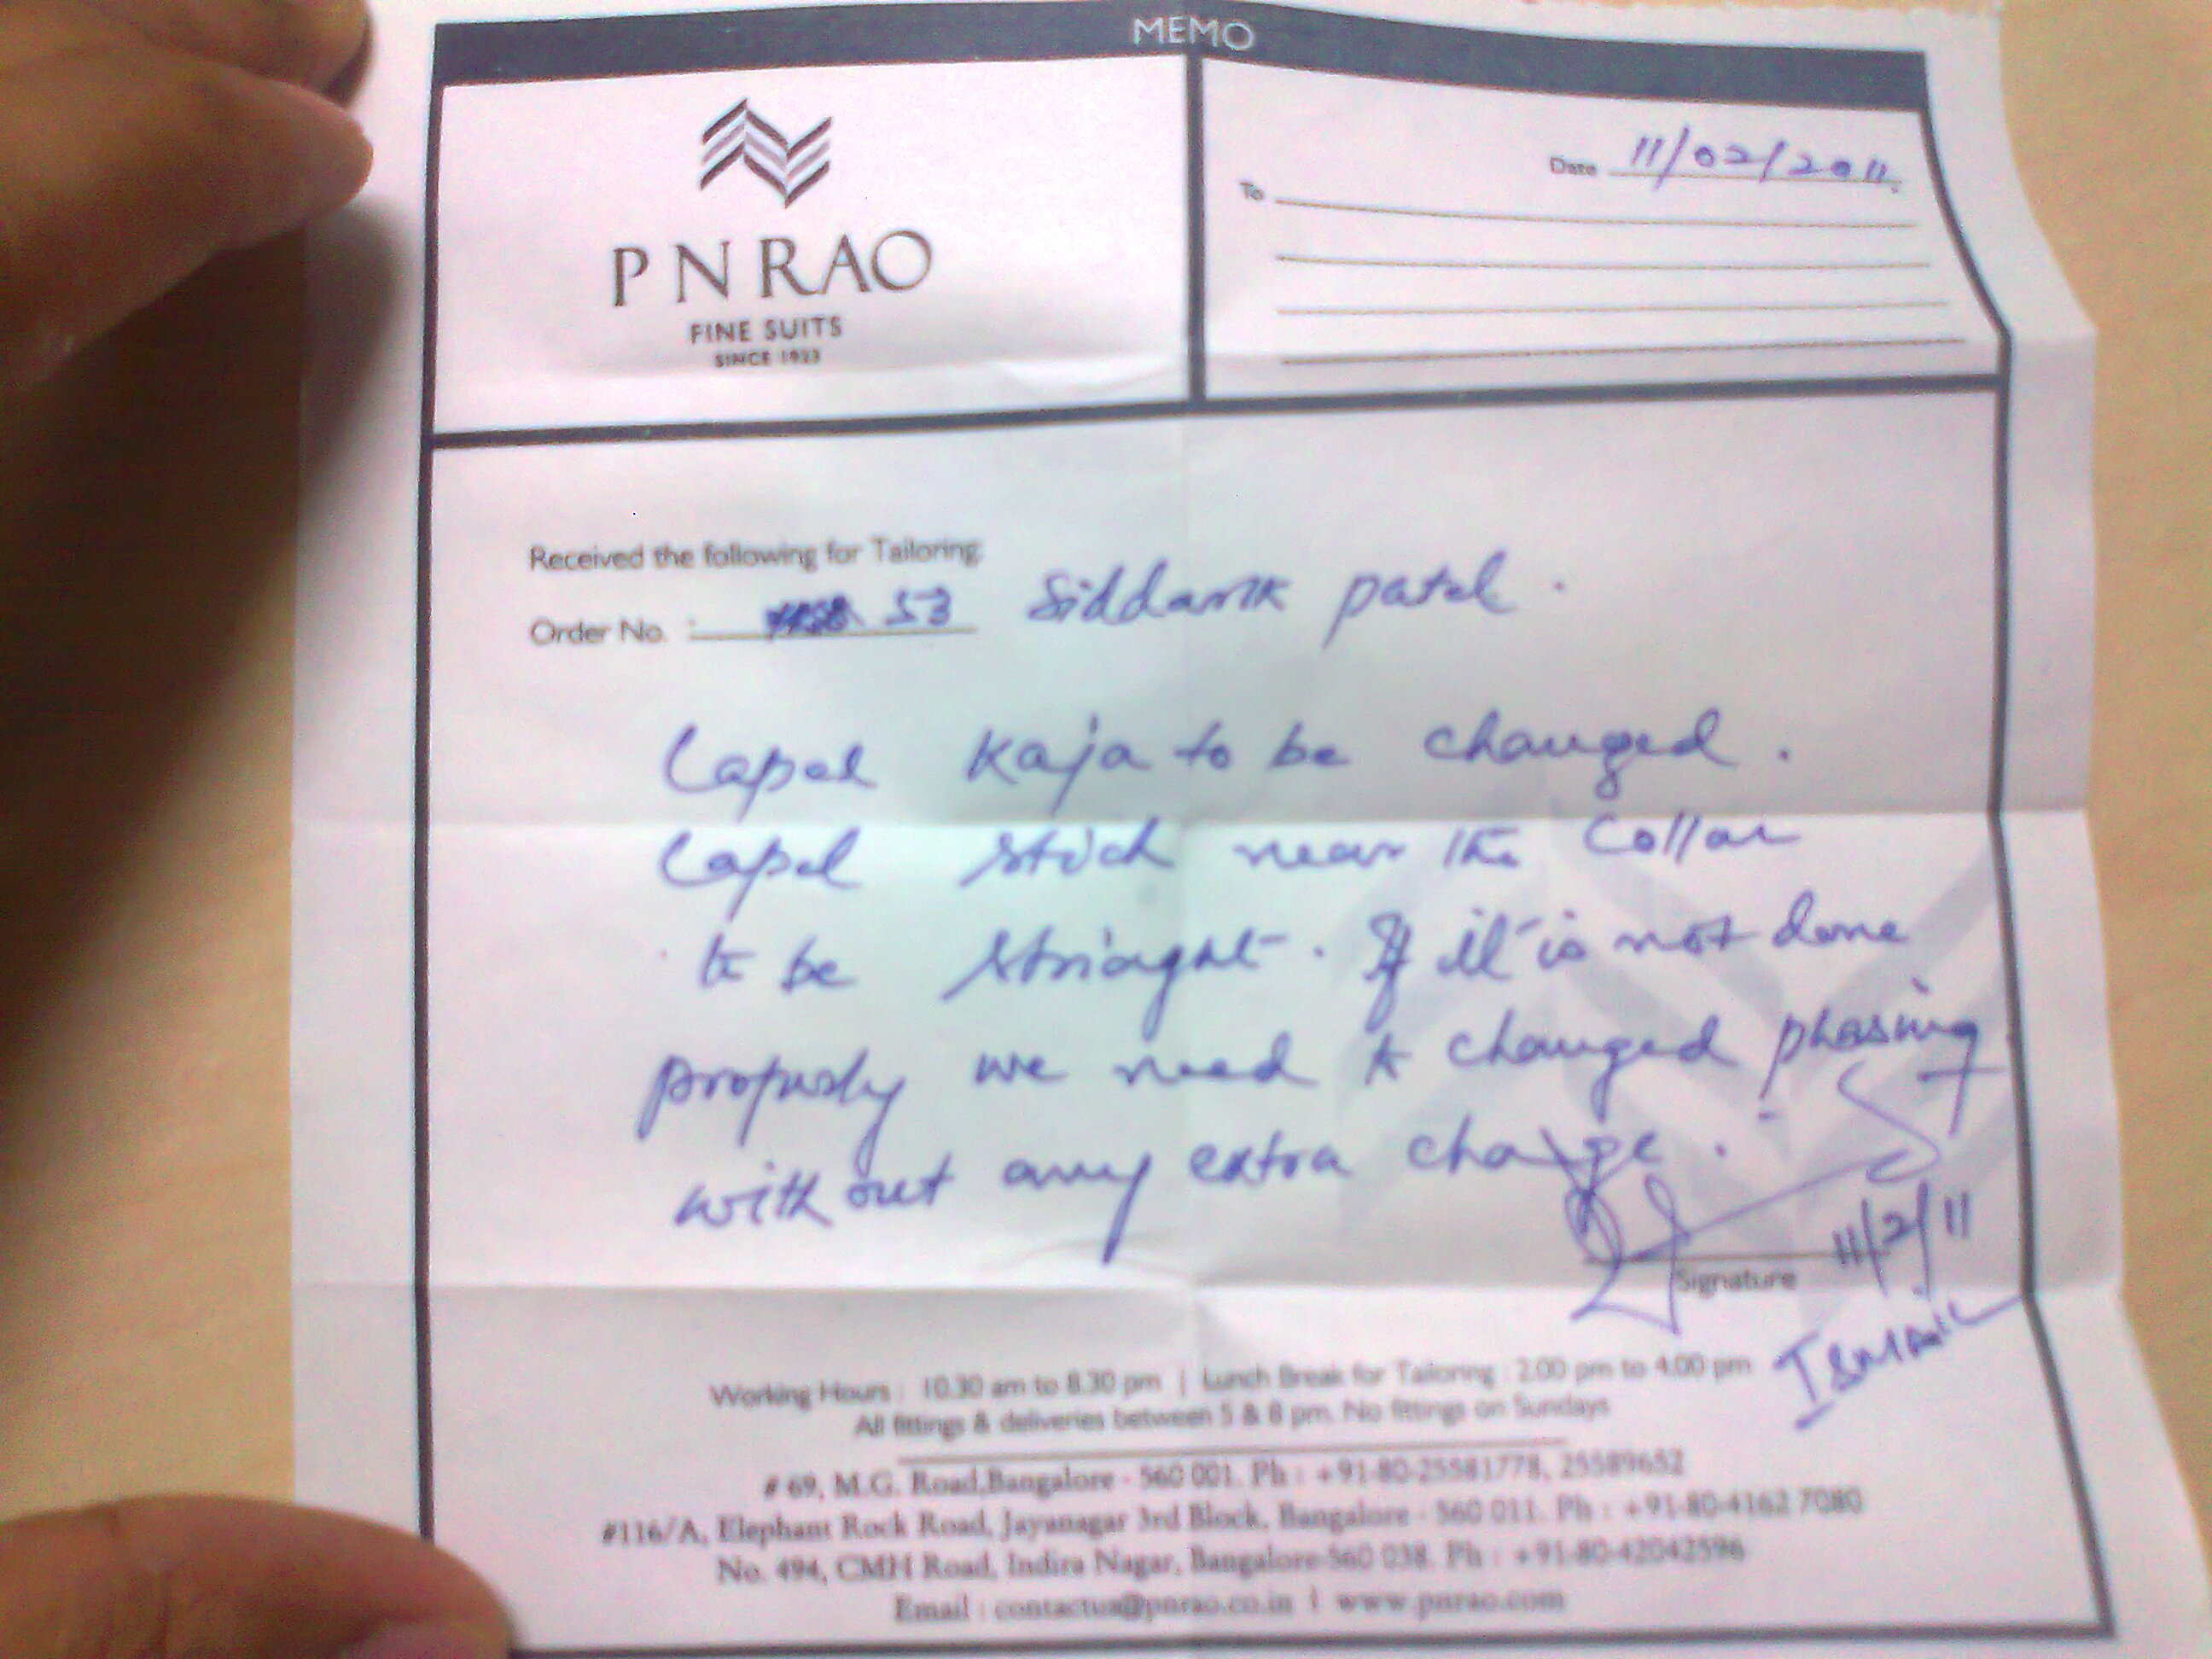 MEMO
P N RAO
FINE SUITS
SINCE 1923
Date 11/02/2011.
To
Received the following for Tailoring:
Order No. : 53 Siddarik patel .
Lapel Kaja to be changed .
Lapel stich near the Collar
to be strieght . If it is not done
properly we need to changed phasing
with out any extra charge .
Signature 11/2/11
Ismail
Working Hours : 10.30 am to 8.30 pm | Lunch Break for Tailoring : 2.00 pm to 4.00 pm
All fittings & deliveries between 5 & 8 pm. No fittings on Sundays
# 69, M.G. Road,Bangalore - 560 001. Ph : +91-80-25581778, 25589652
#116/A, Elephant Rock Road, Jayanagar 3rd Block, Bangalore - 560 011. Ph : +91-80-4162 7080
No. 494, CMH Road, Indira Nagar, Bangalore-560 038. Ph : +91-80-42042596
Email : contactus@pnrao.co.in | www.pnrao.com